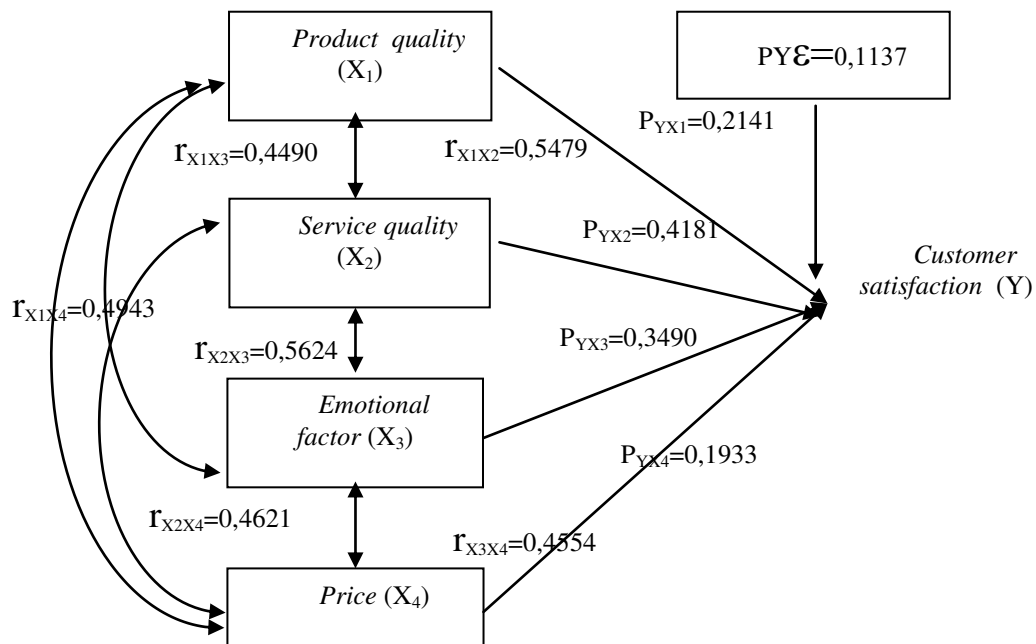 Product quality
(X1)
PYε=0,1137
PYX1=0,2141
rX1X3=0,4490
rX1X2=0,5479
Service quality
(X2)
PYX2=0,4181
Customer
satisfaction (Y)
rX1X4=0,4943
PYX3=0,3490
rX2X3=0,5624
Emotional
factor (X3)
PYX4=0,1933
rX2X4=0,4621
rX3X4=0,4554
Price (X4)